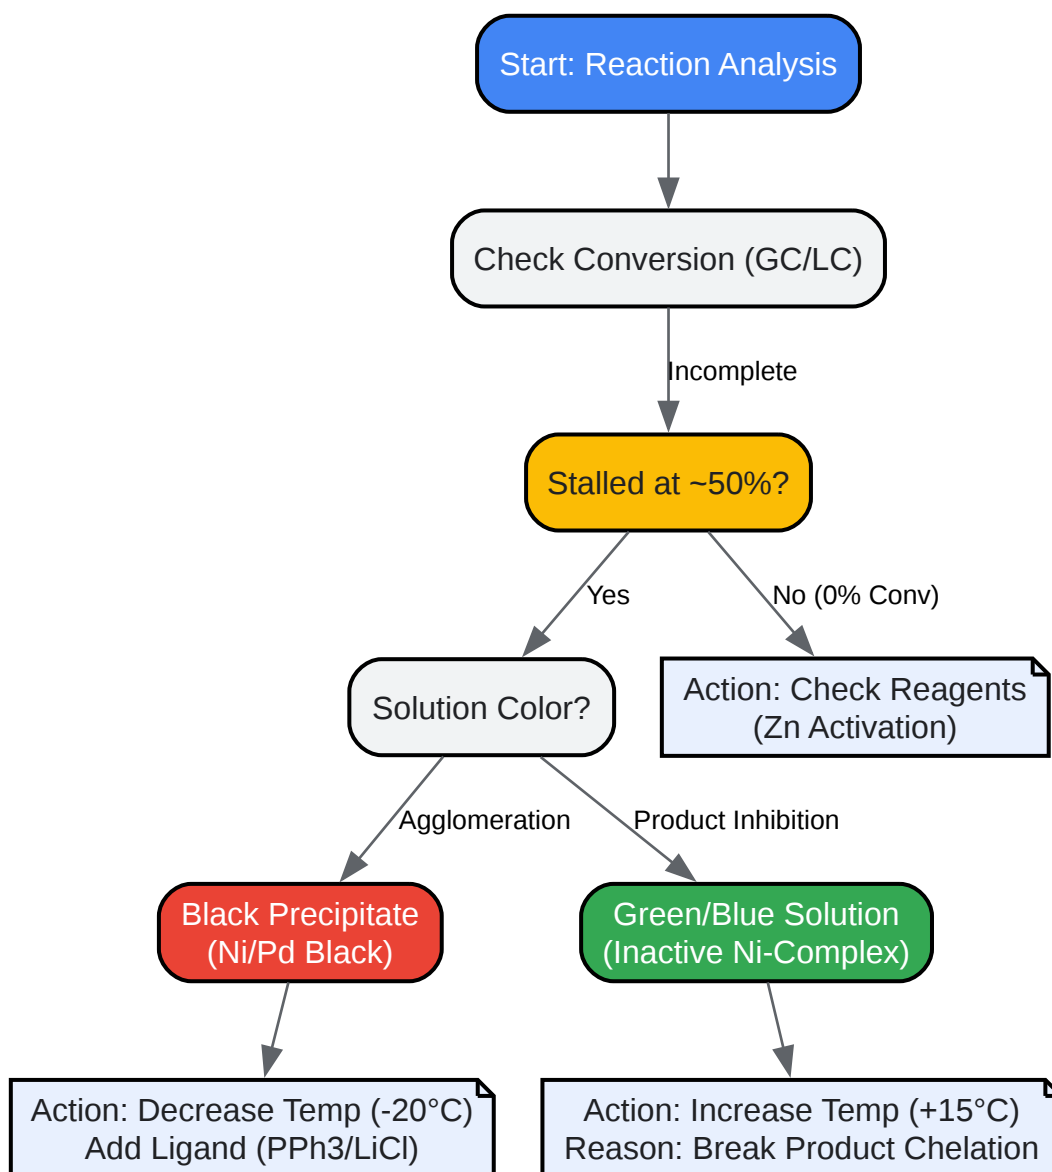 Start: Reaction Analysis
Check Conversion (GC/LC)
Incomplete
Stalled at ~50%?
Yes
No (0% Conv)
Solution Color?
Action: Check Reagents
(Zn Activation)
Agglomeration
Product Inhibition
Black Precipitate
(Ni/Pd Black)
Green/Blue Solution
(Inactive Ni-Complex)
Action: Decrease Temp (-20°C)
Add Ligand (PPh3/LiCl)
Action: Increase Temp (+15°C)
Reason: Break Product Chelation